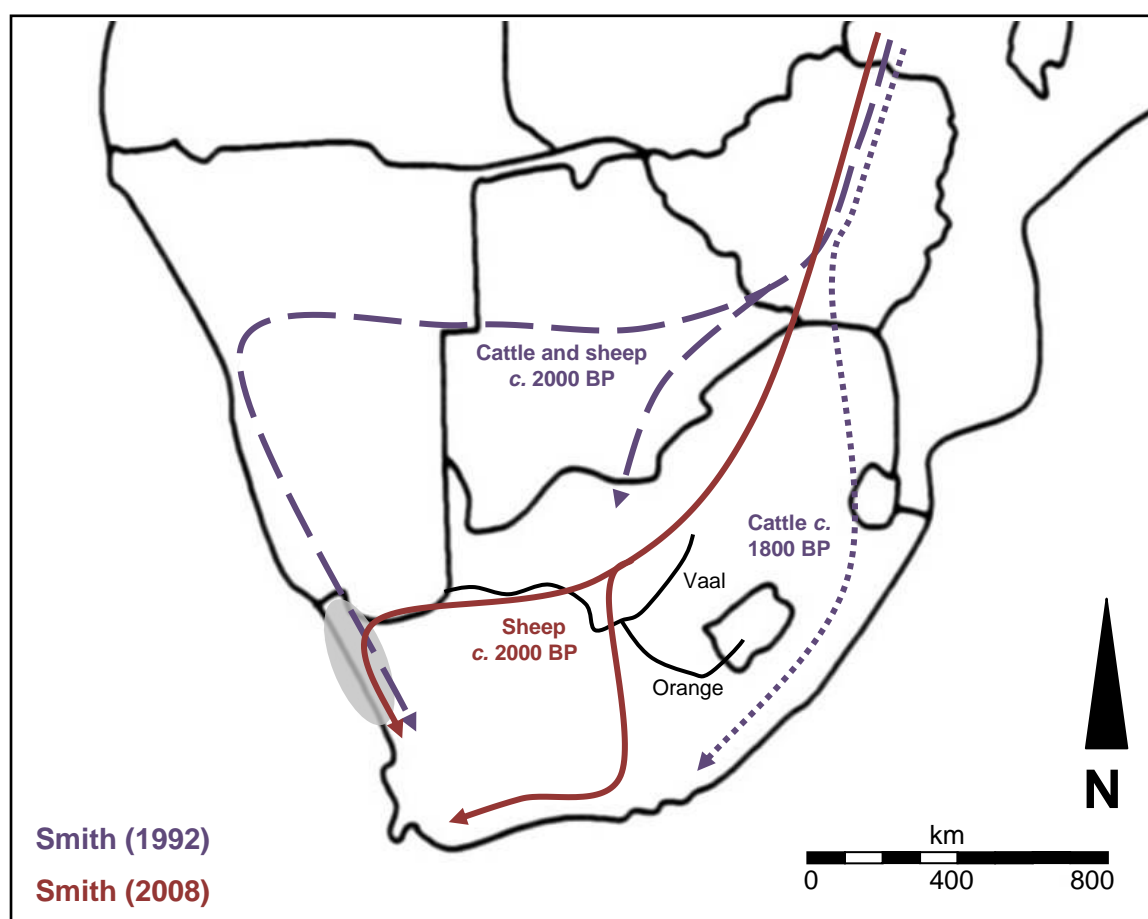 Cattle and sheep
c. 2000 BP
Cattle c.
1800 BP
Vaal
Sheep
c. 2000 BP
Orange
N
Smith (1992)
Smith (2008)
km
0 400 800